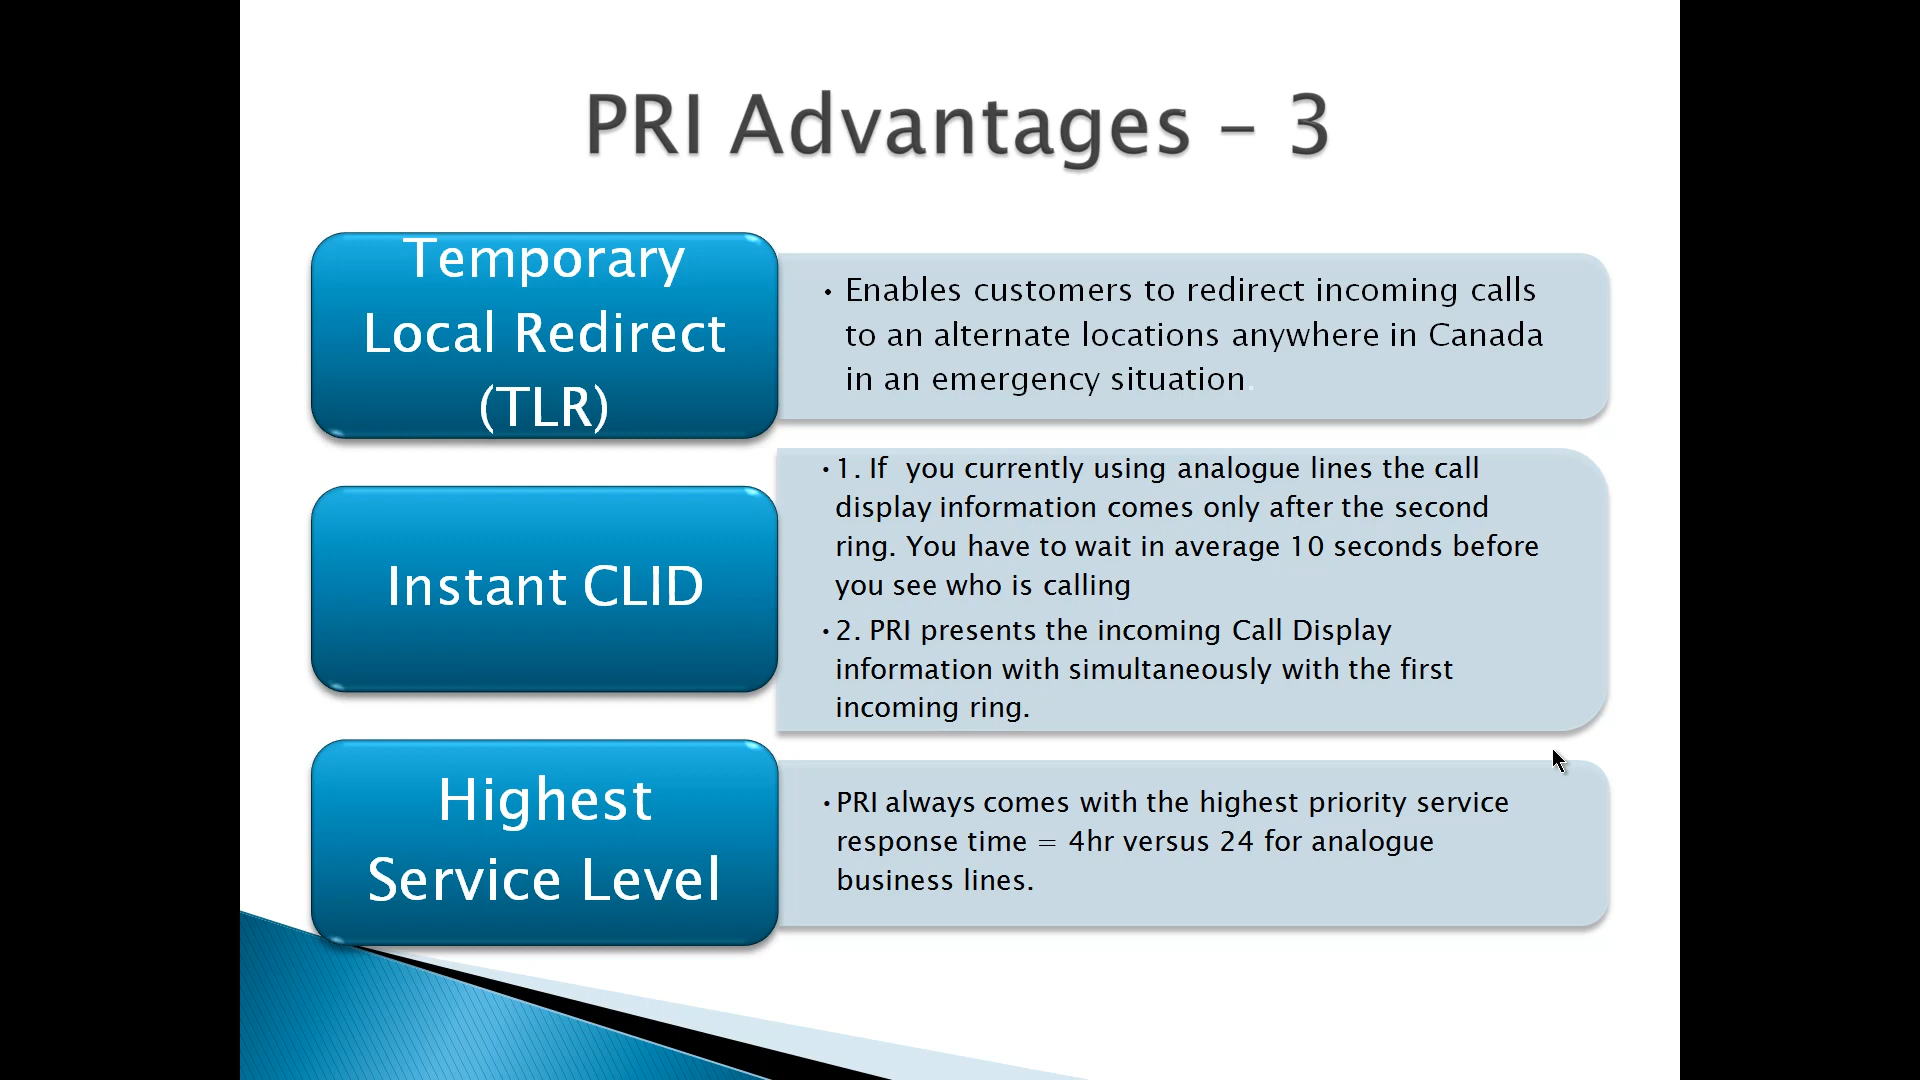 PRI Advantages – 3
Temporary
Local Redirect
(TLR)
• Enables customers to redirect incoming calls
to an alternate locations anywhere in Canada
in an emergency situation.
Instant CLID
•1. If  you currently using analogue lines the call
display information comes only after the second
ring. You have to wait in average 10 seconds before
you see who is calling
•2. PRI presents the incoming Call Display
information with simultaneously with the first
incoming ring.
Highest
Service Level
•PRI always comes with the highest priority service
response time = 4hr versus 24 for analogue
business lines.